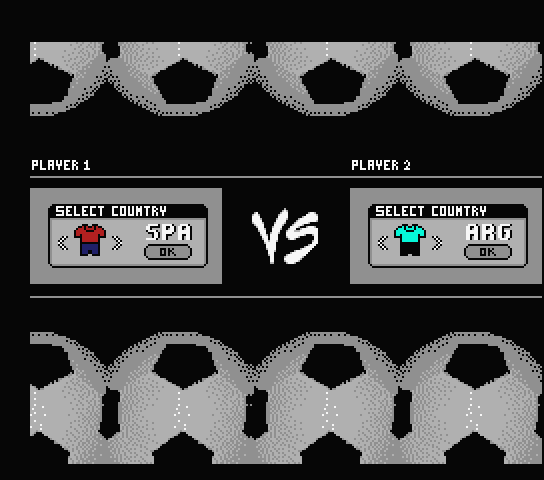 PLAYER 1
PLAYER 2
SELECT COUNTRY
SPA
OK
VS
SELECT COUNTRY
ARG
OK